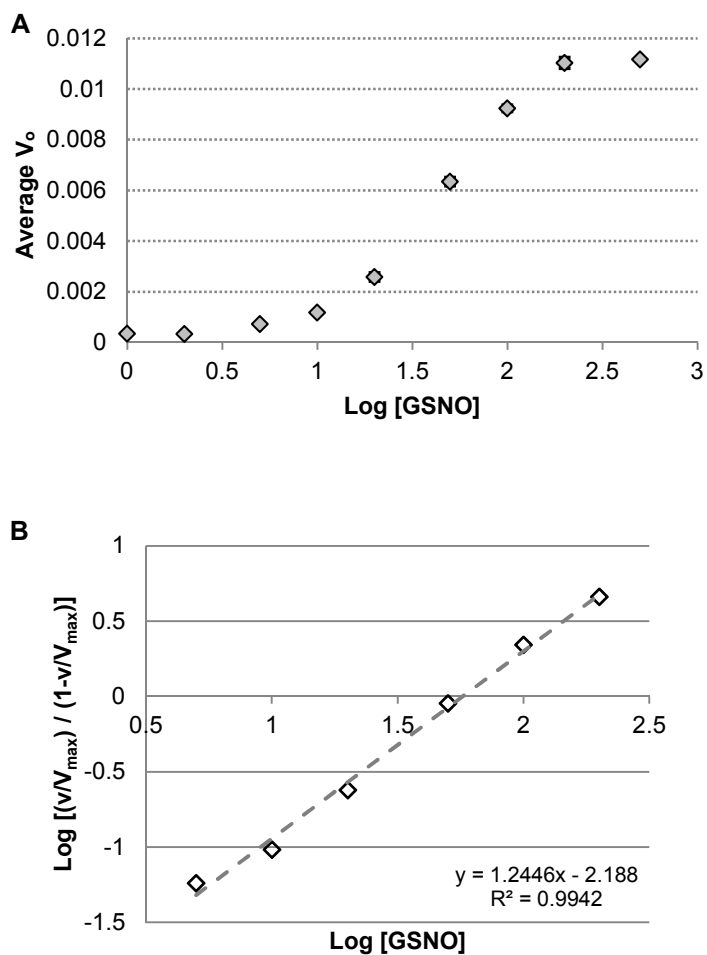 A
0.012
0.01
0.008
0.006
0.004
0.002
0
Average Vo
0 0.5 1 1.5 2 2.5 3
Log [GSNO]
B
1
0.5
0
-0.5
-1
-1.5
Log [(v/Vmax) / (1-v/Vmax)]
0.5 1 1.5 2 2.5
y = 1.2446x - 2.188
R² = 0.9942
Log [GSNO]